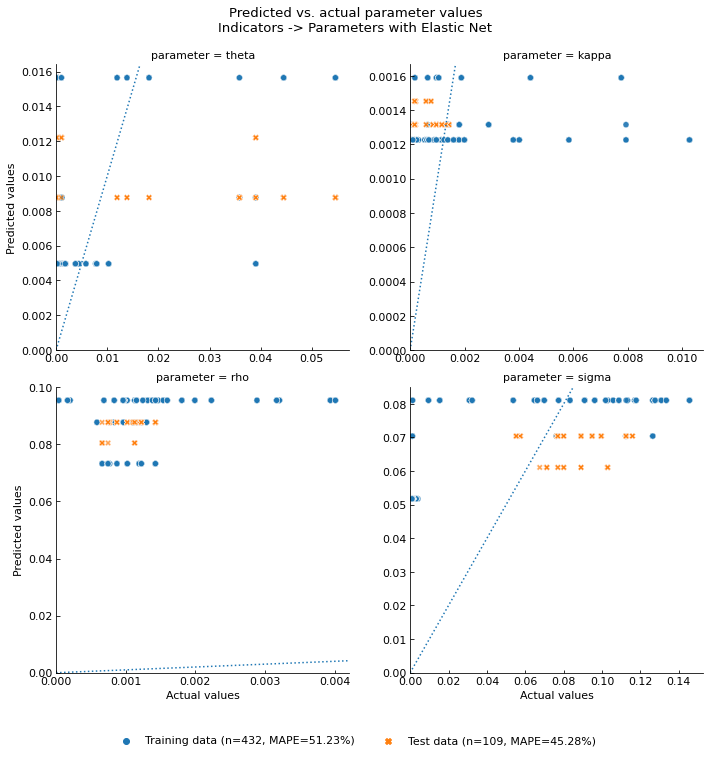 Predicted vs. actual parameter values
Indicators -> Parameters with Elastic Net
parameter = theta
0.016
0.014
0.012
0.010
0.008
0.006
0.004
0.002
0.000
Predicted values
0.00 0.01 0.02 0.03 0.04 0.05
parameter = kappa
0.0016
0.0014
0.0012
0.0010
0.0008
0.0006
0.0004
0.0002
0.0000
0.000 0.002 0.004 0.006 0.008 0.010
parameter = rho
0.10
0.08
0.06
0.04
0.02
0.00
Predicted values
0.000 0.001 0.002 0.003 0.004
Actual values
parameter = sigma
0.08
0.07
0.06
0.05
0.04
0.03
0.02
0.01
0.00
0.00 0.02 0.04 0.06 0.08 0.10 0.12 0.14
Actual values
Training data (n=432, MAPE=51.23%) Test data (n=109, MAPE=45.28%)